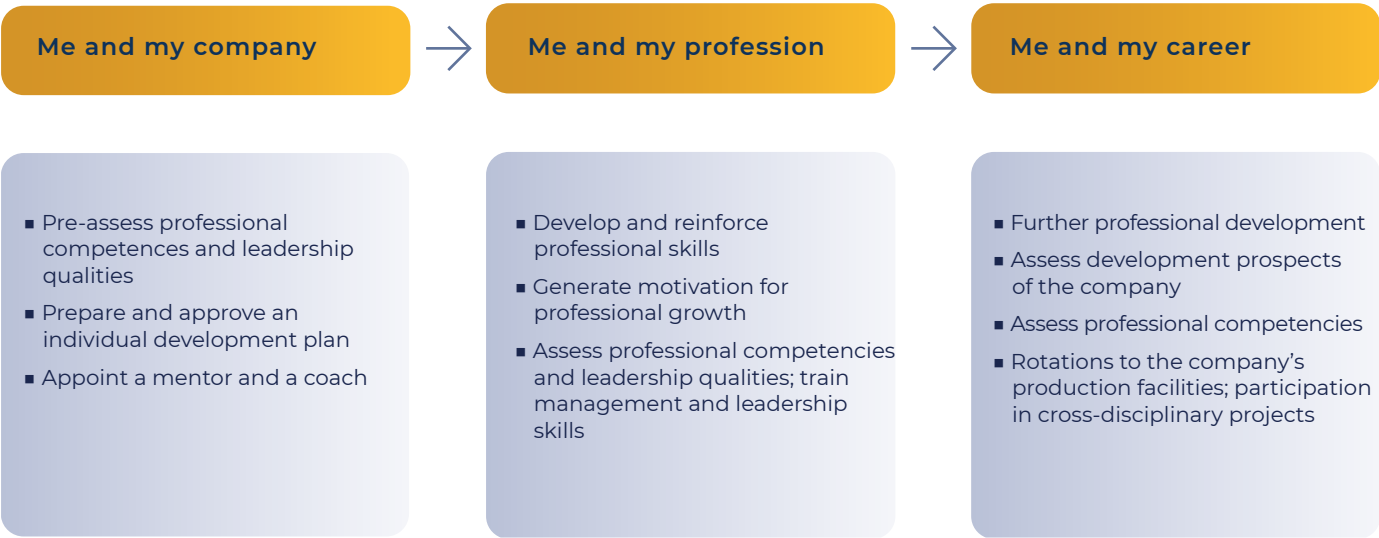 Me and my company
Me and my profession
Me and my career
▪ Pre-assess professional
competences and leadership
qualities
▪ Prepare and approve an
individual development plan
▪ Appoint a mentor and a coach
▪ Develop and reinforce
professional skills
▪ Generate motivation for
professional growth
▪ Assess professional competencies
and leadership qualities; train
management and leadership
skills
▪ Further professional development
▪ Assess development prospects
of the company
▪ Assess professional competencies
▪ Rotations to the company’s
production facilities; participation
in cross-disciplinary projects